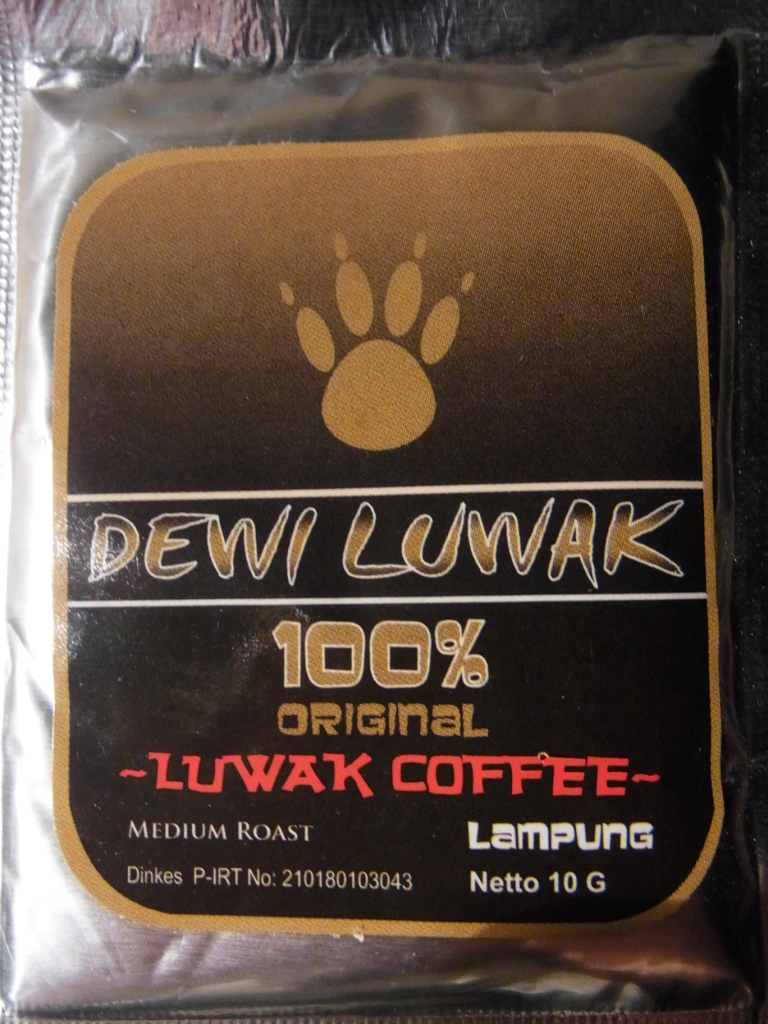 DEWI LUWAK
100%
ORIGINAL
~LUWAK COFFEE~
MEDIUM ROAST
LAMPUNG
Dinkes P-IRT No: 210180103043
Netto 10 G